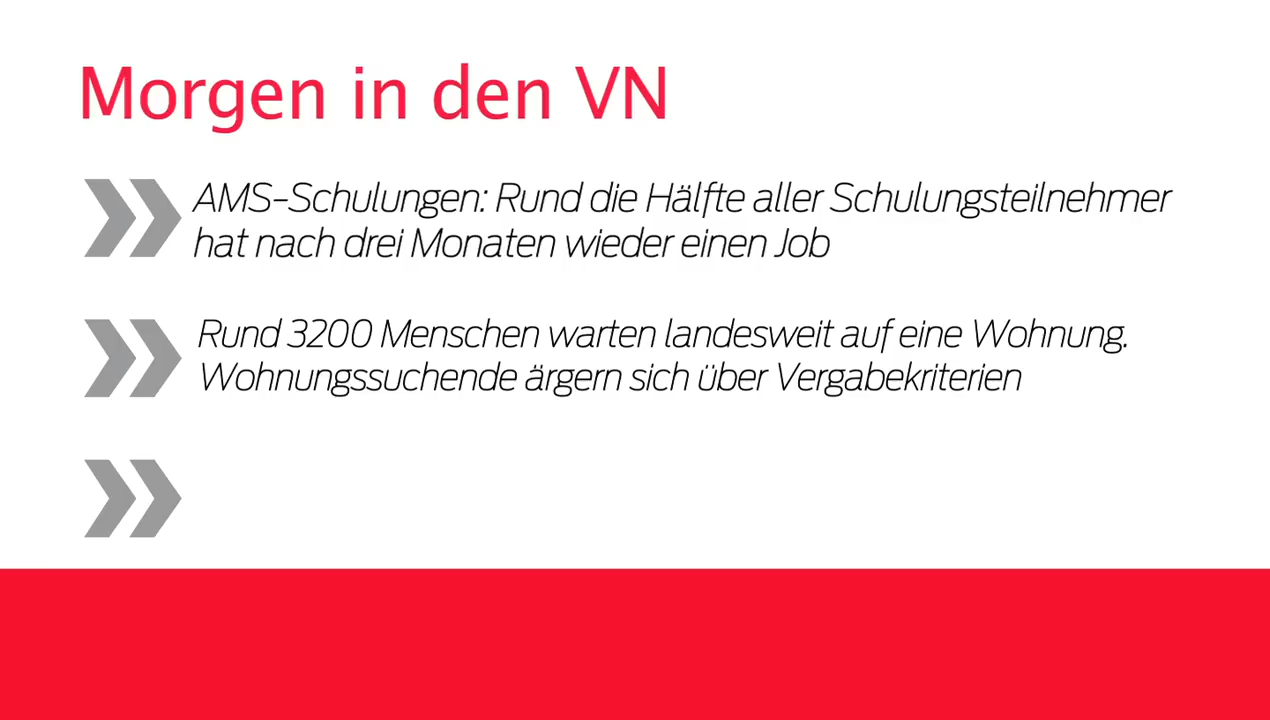 Morgen in den VN
AMS-Schulungen: Rund die Hälfte aller Schulungsteilnehmer
hat nach drei Monaten wieder einen Job
Rund 3200 Menschen warten landesweit auf eine Wohnung.
Wohnungssuchende ärgern sich über Vergabekriterien